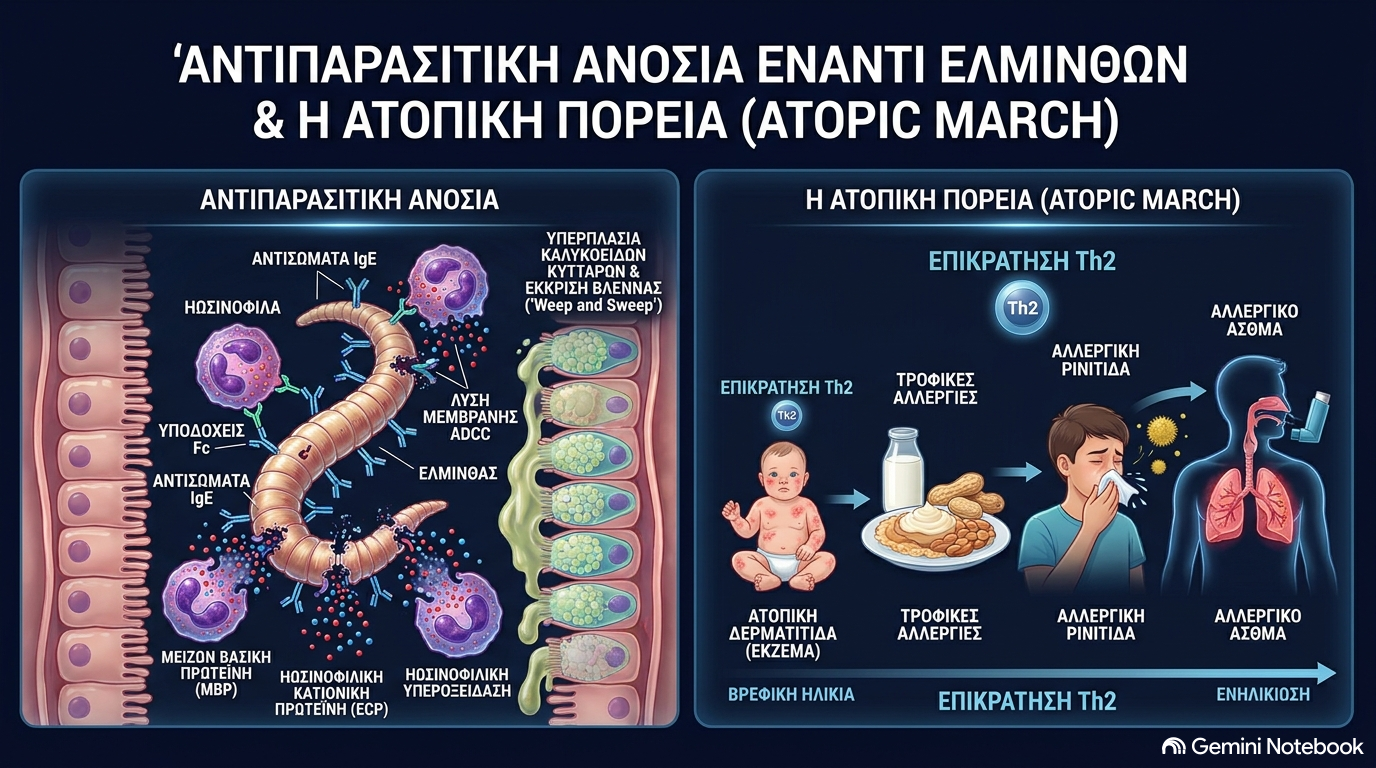 ‘ΑΝΤΙΠΑΡΑΣΙΤΙΚΗ ΑΝΟΣΙΑ ΕΝΑΝΤΙ ΕΛΜΙΝΘΩΝ
& Η ΑΤΟΠΙΚΗ ΠΟΡΕΙΑ (ATOPIC MARCH)
ΑΝΤΙΠΑΡΑΣΙΤΙΚΗ ΑΝΟΣΙΑ
ΑΝΤΙΣΩΜΑΤΑ IgE
ΥΠΕΡΠΛΑΣΙΑ
ΚΑΛΥΚΟΕΙΔΩΝ
ΚΥΤΤΑΡΩΝ &
ΕΚΚΡΙΣΗ ΒΛΕΝΝΑΣ
('Weep and Sweep')
ΗΩΣΙΝΟΦΙΛΑ
ΛΥΣΗ
ΜΕΜΒΡΑΝΗΣ
ADCC
ΥΠΟΔΟΧΕΙΣ
Fc
ΕΛΜΙΝΘΑΣ
ΑΝΤΙΣΩΜΑΤΑ
IgE
ΜΕΙΖΩΝ ΒΑΣΙΚΗ
ΠΡΩΤΕΪΝΗ
(MBP)
ΗΩΣΙΝΟΦΙΛΙΚΗ
ΚΑΤΙΟΝΙΚΗ
ΠΡΩΤΕΪΝΗ (ECP)
ΗΩΣΙΝΟΦΙΛΙΚΗ
ΥΠΕΡΟΞΕΙΔΑΣΗ
Η ΑΤΟΠΙΚΗ ΠΟΡΕΙΑ (ATOPIC MARCH)
ΕΠΙΚΡΑΤΗΣΗ Th2
Th2
ΕΠΙΚΡΑΤΗΣΗ Th2
Tk2
ΤΡΟΦΙΚΕΣ
ΑΛΛΕΡΓΙΕΣ
ΑΛΛΕΡΓΙΚΗ
ΡΙΝΙΤΙΔΑ
ΑΛΛΕΡΓΙΚΟ
ΑΣΘΜΑ
ΑΤΟΠΙΚΗ
ΔΕΡΜΑΤΙΤΙΔΑ
(ΕΚΖΕΜΑ)
ΤΡΟΦΙΚΕΣ
ΑΛΛΕΡΓΙΕΣ
ΑΛΛΕΡΓΙΚΗ
ΡΙΝΙΤΙΔΑ
ΑΛΛΕΡΓΙΚΟ
ΑΣΘΜΑ
ΒΡΕΦΙΚΗ ΗΛΙΚΙΑ
ΕΠΙΚΡΑΤΗΣΗ Th2
ΕΝΗΛΙΚΙΩΣΗ
Gemini Notebook